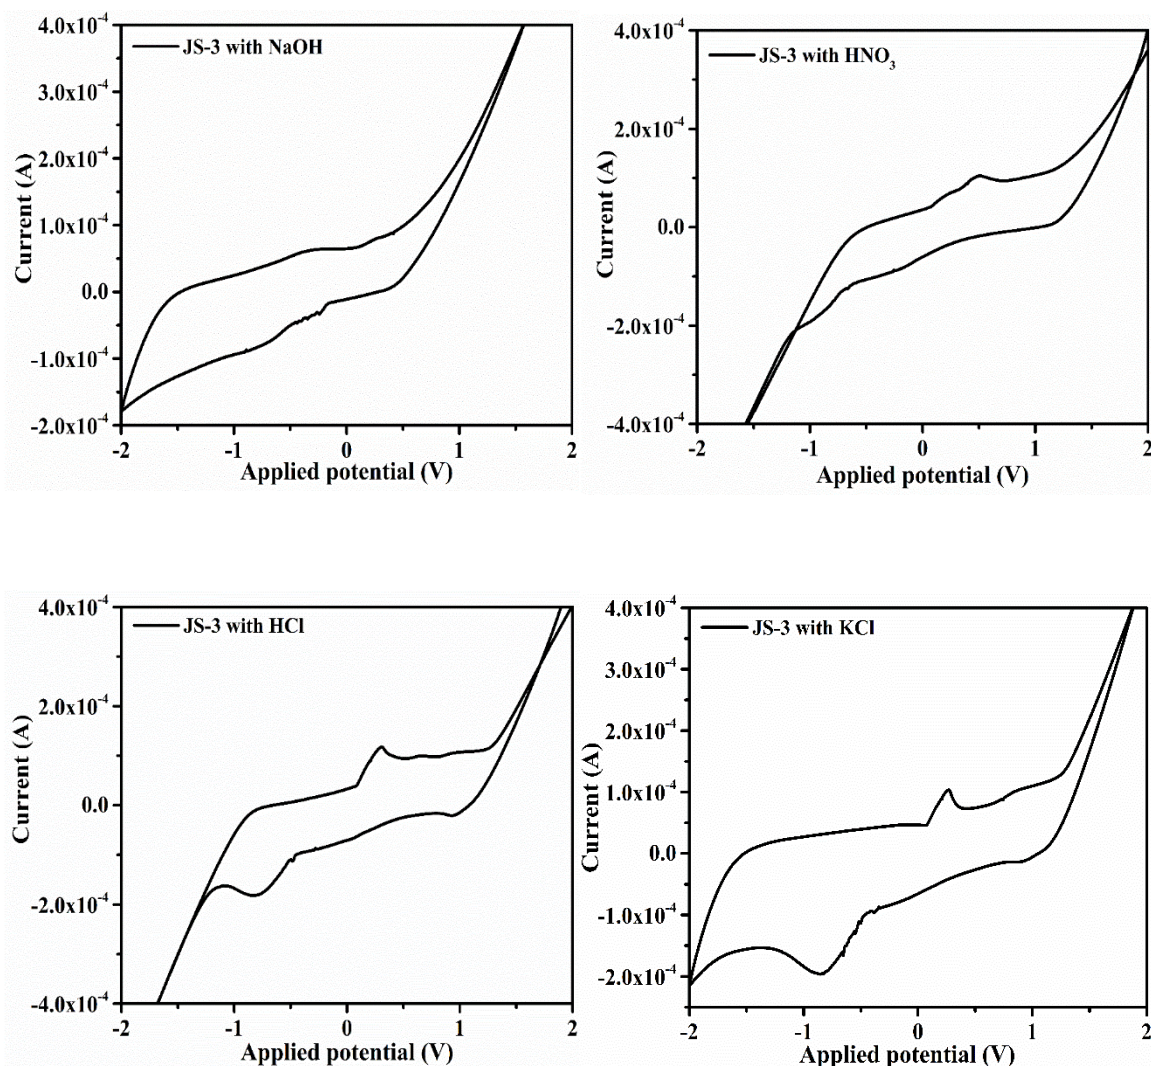 JS-3 with NaOH
4.0x10⁻⁴
3.0x10⁻⁴
2.0x10⁻⁴
1.0x10⁻⁴
0.0
-1.0x10⁻⁴
-2.0x10⁻⁴
Current (A)
-2 -1 0 1 2
Applied potential (V)
JS-3 with HNO₃
4.0x10⁻⁴
2.0x10⁻⁴
0.0
-2.0x10⁻⁴
-4.0x10⁻⁴
Current (A)
-2 -1 0 1 2
Applied potential (V)
JS-3 with HCl
4.0x10⁻⁴
2.0x10⁻⁴
0.0
-2.0x10⁻⁴
-4.0x10⁻⁴
Current (A)
-2 -1 0 1 2
Applied potential (V)
JS-3 with KCl
4.0x10⁻⁴
3.0x10⁻⁴
2.0x10⁻⁴
1.0x10⁻⁴
0.0
-1.0x10⁻⁴
-2.0x10⁻⁴
Current (A)
-2 -1 0 1 2
Applied potential (V)